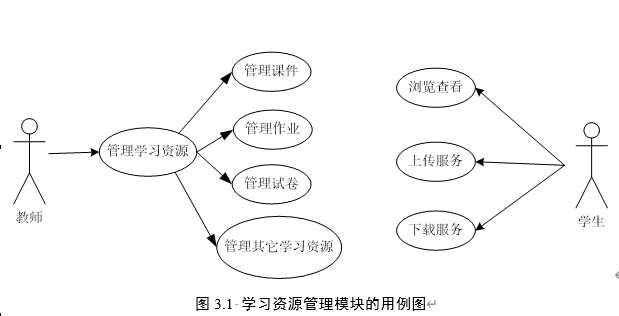 管理课件
浏览查看
管理作业
管理学习资源
上传服务
管理试卷
教师
学生
下载服务
管理其它学习资源
图 3.1 学习资源管理模块的用例图